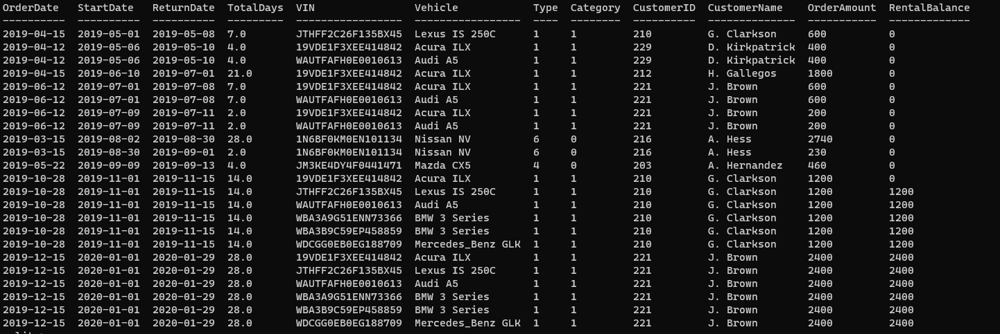 OrderDate StartDate ReturnDate TotalDays VIN Vehicle Type Category CustomerID CustomerName OrderAmount RentalBalance
---------- ---------- ---------- --------- ----------------- ----------------- ---- -------- ---------- -------------- ----------- -------------
2019-04-15 2019-05-01 2019-05-08 7.0 JTHFF2C26F135BX45 Lexus IS 250C 1 1 210 G. Clarkson 600 0
2019-04-12 2019-05-06 2019-05-10 4.0 19VDE1F3XEE414842 Acura ILX 1 1 229 D. Kirkpatrick 400 0
2019-04-12 2019-05-06 2019-05-10 4.0 WAUTFAFH0E0010613 Audi A5 1 1 229 D. Kirkpatrick 400 0
2019-04-15 2019-06-10 2019-07-01 21.0 19VDE1F3XEE414842 Acura ILX 1 1 212 H. Gallegos 1800 0
2019-06-12 2019-07-01 2019-07-08 7.0 19VDE1F3XEE414842 Acura ILX 1 1 221 J. Brown 600 0
2019-06-12 2019-07-01 2019-07-08 7.0 WAUTFAFH0E0010613 Audi A5 1 1 221 J. Brown 600 0
2019-06-12 2019-07-09 2019-07-11 2.0 19VDE1F3XEE414842 Acura ILX 1 1 221 J. Brown 200 0
2019-06-12 2019-07-09 2019-07-11 2.0 WAUTFAFH0E0010613 Audi A5 1 1 221 J. Brown 200 0
2019-03-15 2019-08-02 2019-08-30 28.0 1N6BF0KM0EN101134 Nissan NV 6 0 216 A. Hess 2740 0
2019-03-15 2019-08-30 2019-09-01 2.0 1N6BF0KM0EN101134 Nissan NV 6 0 216 A. Hess 230 0
2019-05-22 2019-09-09 2019-09-13 4.0 JM3KE4DY4F0441471 Mazda CX5 4 0 203 A. Hernandez 460 0
2019-10-28 2019-11-01 2019-11-15 14.0 19VDE1F3XEE414842 Acura ILX 1 1 210 G. Clarkson 1200 0
2019-10-28 2019-11-01 2019-11-15 14.0 JTHFF2C26F135BX45 Lexus IS 250C 1 1 210 G. Clarkson 1200 1200
2019-10-28 2019-11-01 2019-11-15 14.0 WAUTFAFH0E0010613 Audi A5 1 1 210 G. Clarkson 1200 1200
2019-10-28 2019-11-01 2019-11-15 14.0 WBA3A9G51ENN73366 BMW 3 Series 1 1 210 G. Clarkson 1200 1200
2019-10-28 2019-11-01 2019-11-15 14.0 WBA3B9C59EP458859 BMW 3 Series 1 1 210 G. Clarkson 1200 1200
2019-10-28 2019-11-01 2019-11-15 14.0 WDCGG0EB0EG188709 Mercedes_Benz GLK 1 1 210 G. Clarkson 1200 1200
2019-12-15 2020-01-01 2020-01-29 28.0 19VDE1F3XEE414842 Acura ILX 1 1 221 J. Brown 2400 2400
2019-12-15 2020-01-01 2020-01-29 28.0 JTHFF2C26F135BX45 Lexus IS 250C 1 1 221 J. Brown 2400 2400
2019-12-15 2020-01-01 2020-01-29 28.0 WAUTFAFH0E0010613 Audi A5 1 1 221 J. Brown 2400 2400
2019-12-15 2020-01-01 2020-01-29 28.0 WBA3A9G51ENN73366 BMW 3 Series 1 1 221 J. Brown 2400 2400
2019-12-15 2020-01-01 2020-01-29 28.0 WBA3B9C59EP458859 BMW 3 Series 1 1 221 J. Brown 2400 2400
2019-12-15 2020-01-01 2020-01-29 28.0 WDCGG0EB0EG188709 Mercedes_Benz GLK 1 1 221 J. Brown 2400 2400